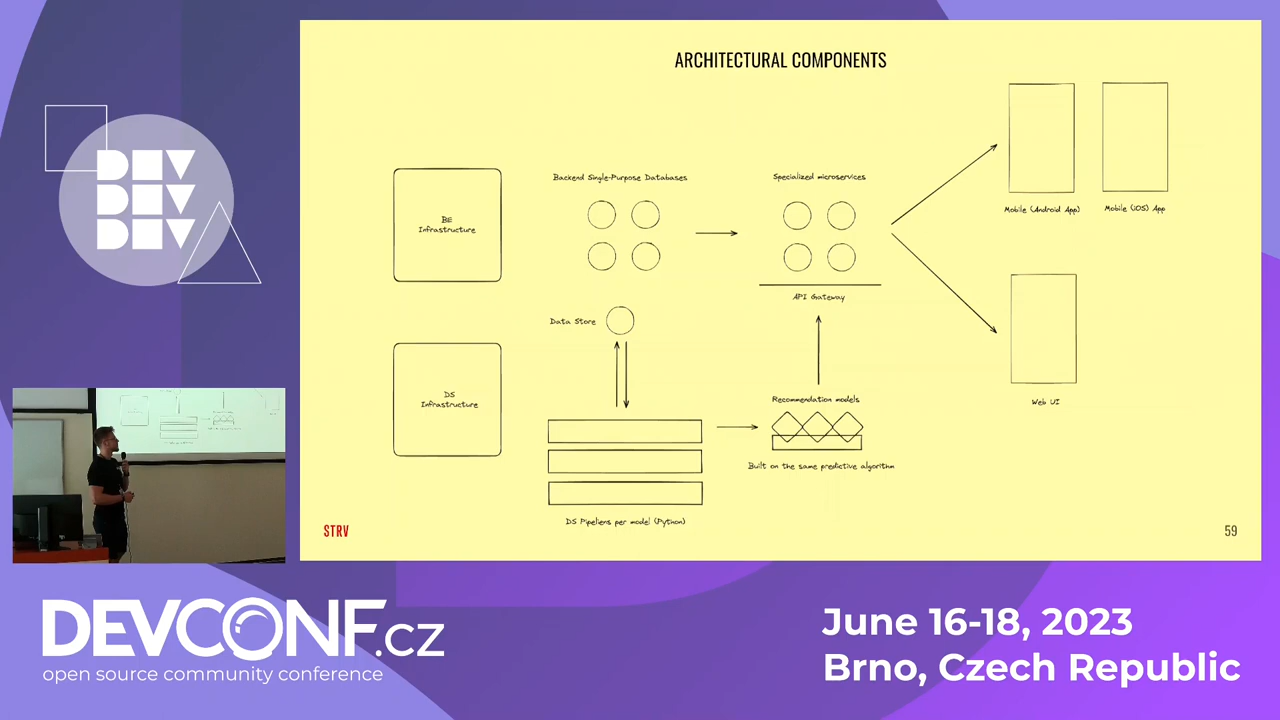 DEV
DEV
DEV
ARCHITECTURAL COMPONENTS
BE
Infrastructure
Backend Single-Purpose Databases
Specialized microservices
Mobile (Android App)
Mobile (iOS) App
API Gateway
Data Store
DS
Infrastructure
Recommendation models
Web UI
Built on the same predictive algorithm
DS Pipeliens per model (Python)
STRV
59
DEVCONF.cz
open source community conference
June 16-18, 2023
Brno, Czech Republic